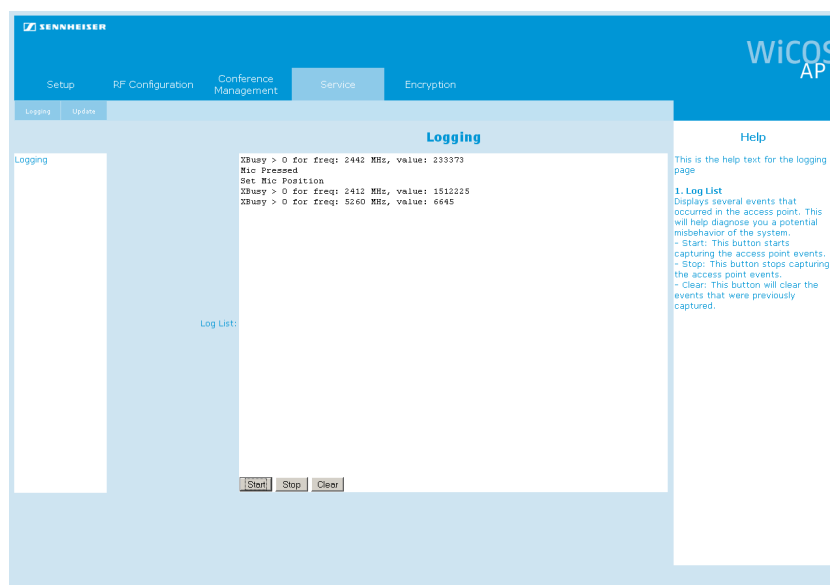 SENNHEISER
WiCOS
AP
Setup
RF Configuration
Conference
Management
Service
Encryption
Logging
Update
Logging
Logging
XBusy > 0 for freq: 2442 MHz, value: 233373
Mic Pressed
Set Mic Position
XBusy > 0 for freq: 2412 MHz, value: 1512225
XBusy > 0 for freq: 5260 MHz, value: 6645
Log List:
Start
Stop
Clear
Help
This is the help text for the logging
page
1. Log List
Displays several events that
occurred in the access point. This
will help diagnose you a potential
misbehavior of the system.
- Start: This button starts
capturing the access point events.
- Stop: This button stops capturing
the access point events.
- Clear: This button will clear the
events that were previously
captured.